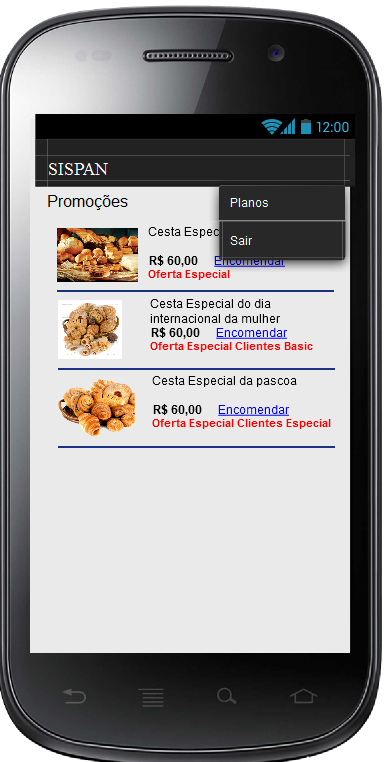 12:00
SISPAN
Promoções
Planos
Sair
Cesta Espec
R$ 60,00 Encomendar
Oferta Especial
Cesta Especial do dia
internacional da mulher
R$ 60,00 Encomendar
Oferta Especial Clientes Basic
Cesta Especial da pascoa
R$ 60,00 Encomendar
Oferta Especial Clientes Especial